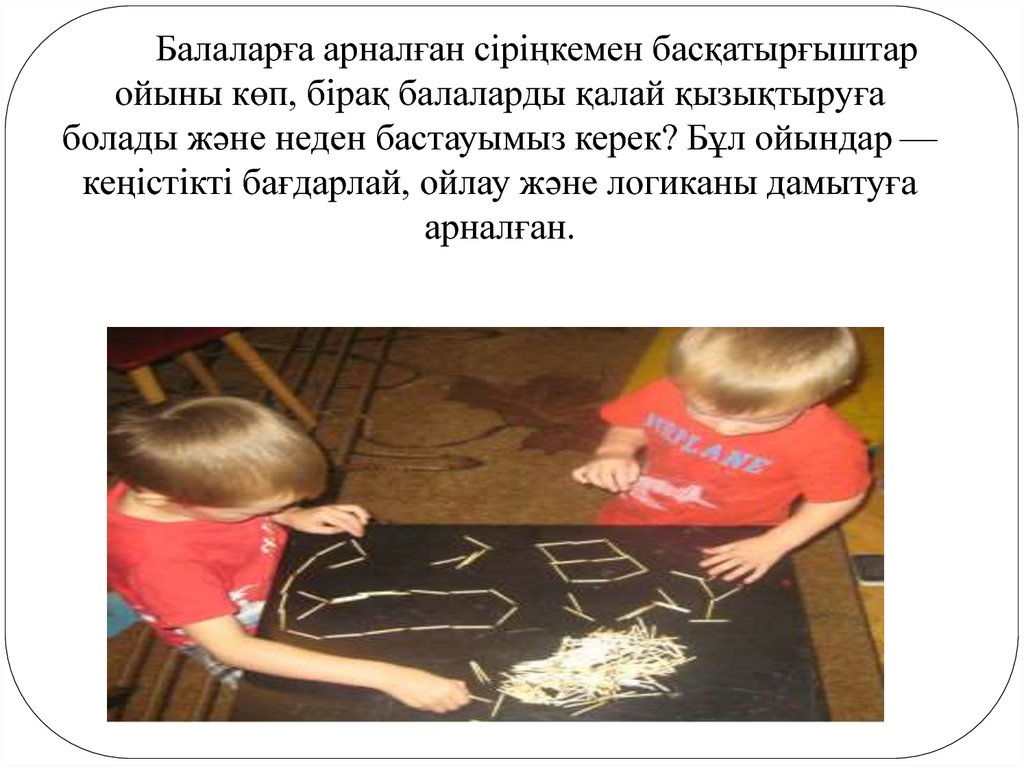 Балаларға арналған сіріңкемен басқатырғыштар
ойыны көп, бірақ балаларды қалай қызықтыруға
болады және неден бастауымыз керек? Бұл ойындар —
кеңістікті бағдарлай, ойлау және логиканы дамытуға
арналған.